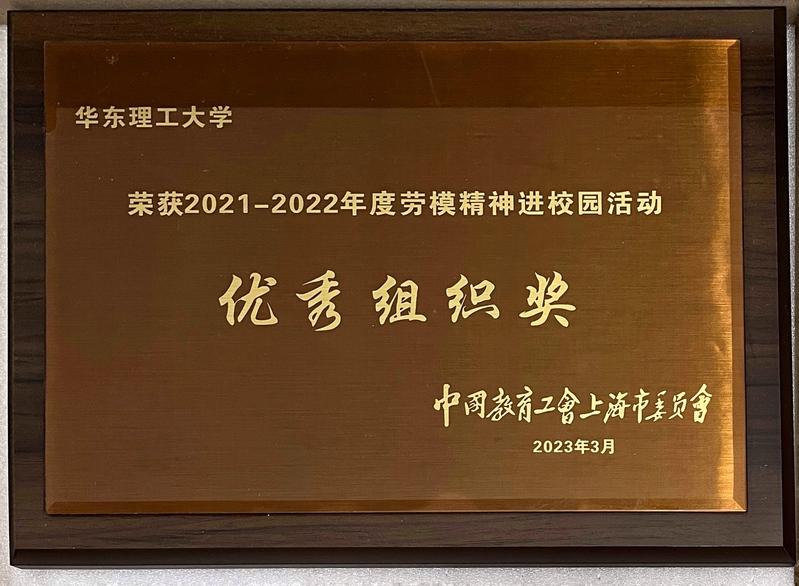 华东理工大学
荣获2021-2022年度劳模精神进校园活动
优秀组织奖
中国教育工會上海市委员會
2023年3月